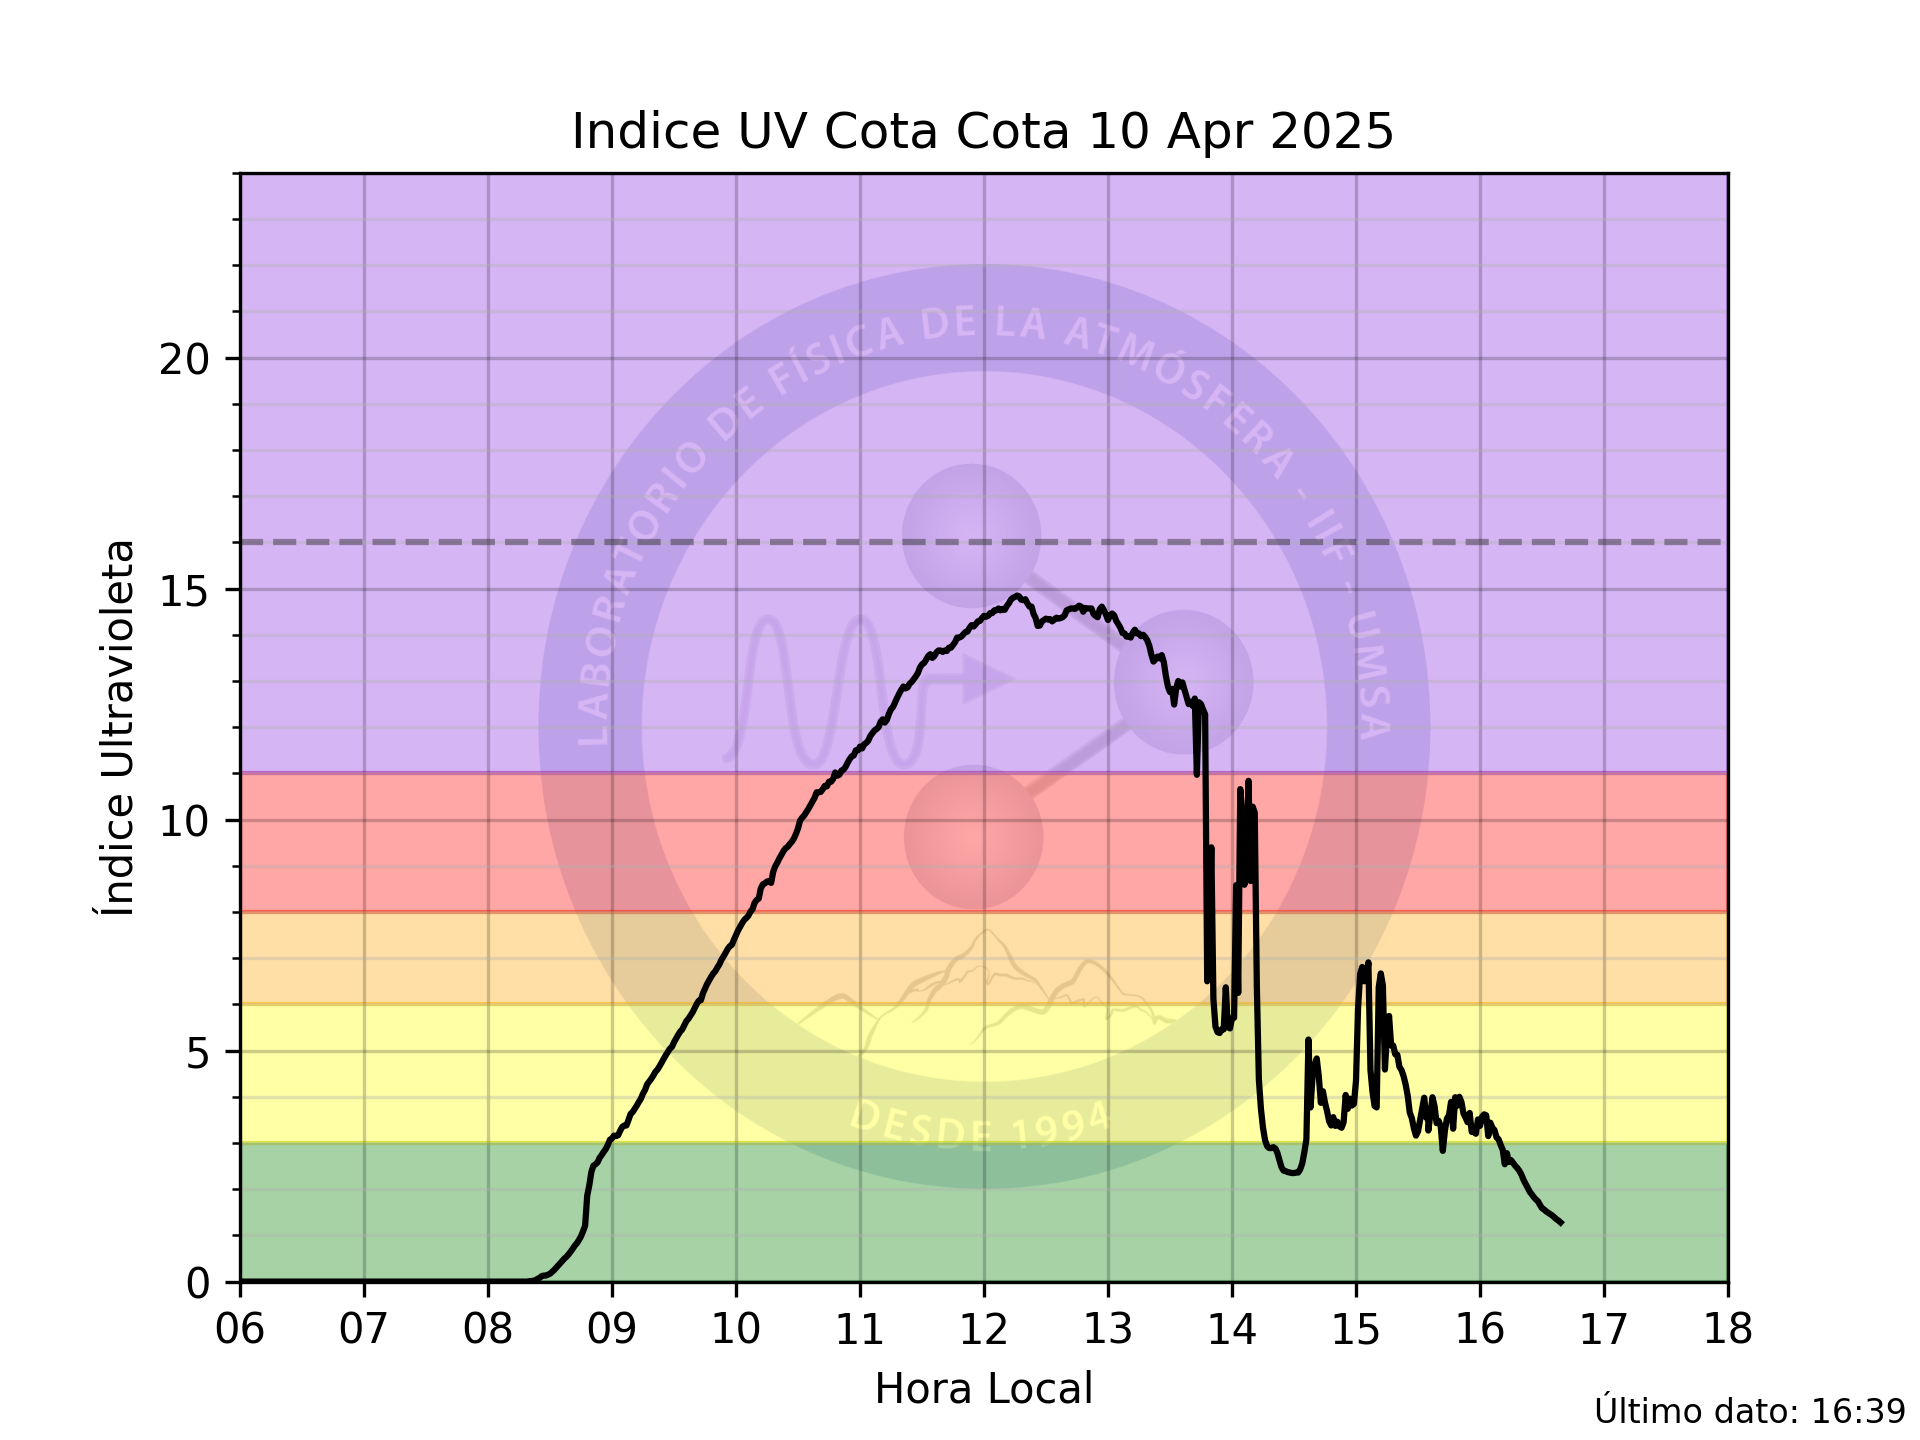 Indice UV Cota Cota 10 Apr 2025
Índice Ultravioleta
20
15
10
5
0
LABORATORIO DE FÍSICA DE LA ATMÓSFERA - IIF - UMSA
DESDE 1994
06 07 08 09 10 11 12 13 14 15 16 17 18
Hora Local
Último dato: 16:39